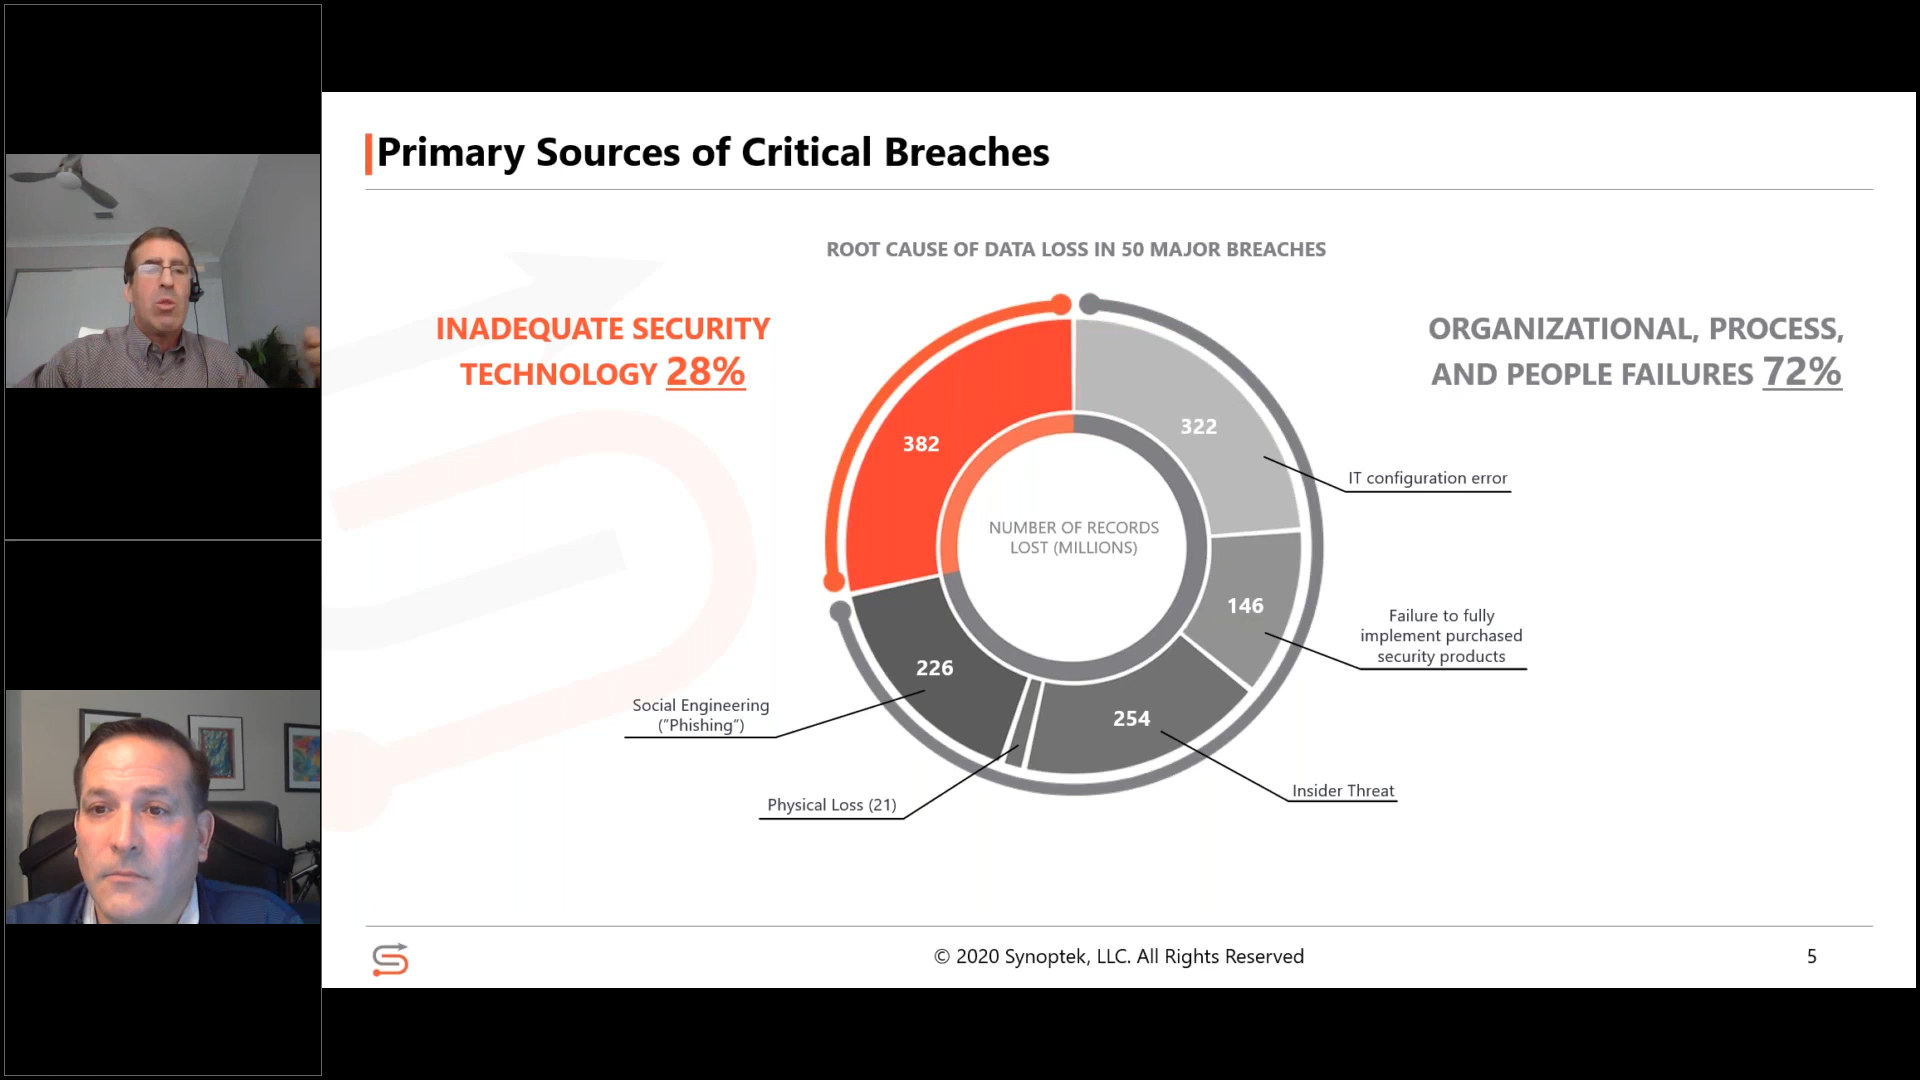 Primary Sources of Critical Breaches
ROOT CAUSE OF DATA LOSS IN 50 MAJOR BREACHES
INADEQUATE SECURITY
TECHNOLOGY 28%
ORGANIZATIONAL, PROCESS,
AND PEOPLE FAILURES 72%
382
322
IT configuration error
NUMBER OF RECORDS
LOST (MILLIONS)
146
Failure to fully
implement purchased
security products
226
Social Engineering
(“Phishing”)
254
Insider Threat
Physical Loss (21)
© 2020 Synoptek, LLC. All Rights Reserved
5